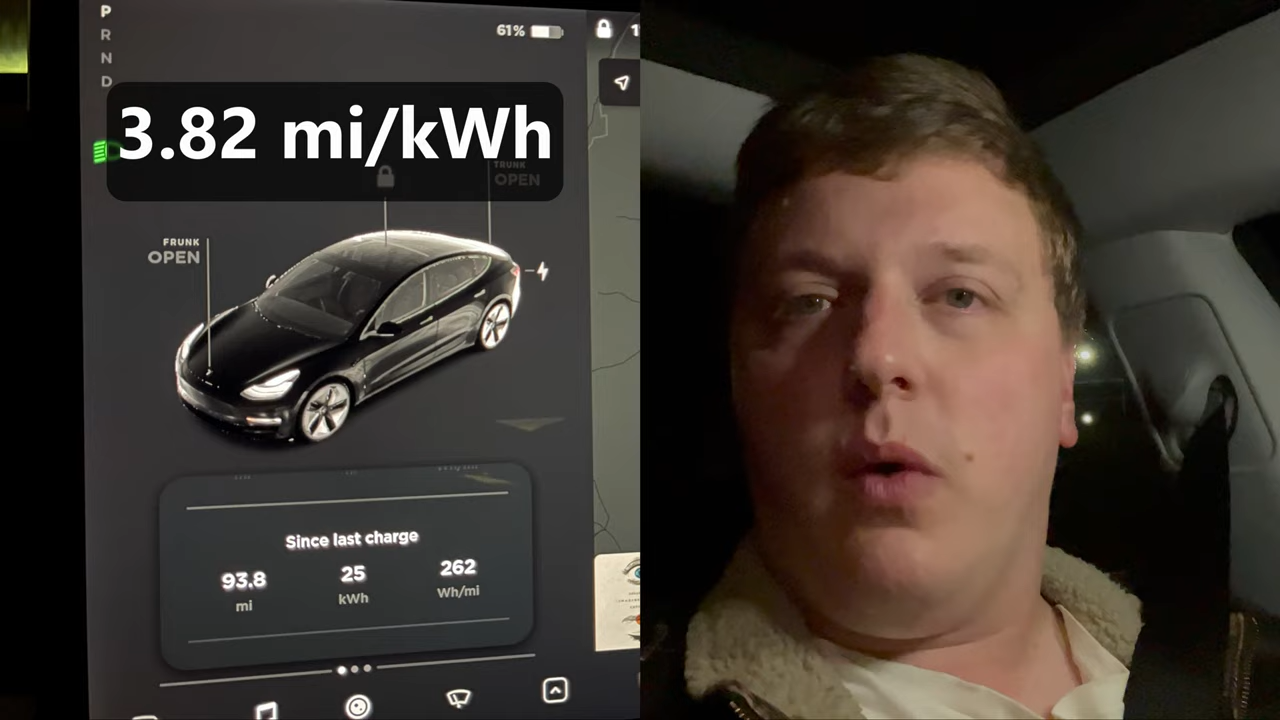 P
R
N
D
61%
1
3.82 mi/kWh
TRUNK
OPEN
FRUNK
OPEN
Since last charge
93.8
25
262
mi
kWh
Wh/mi